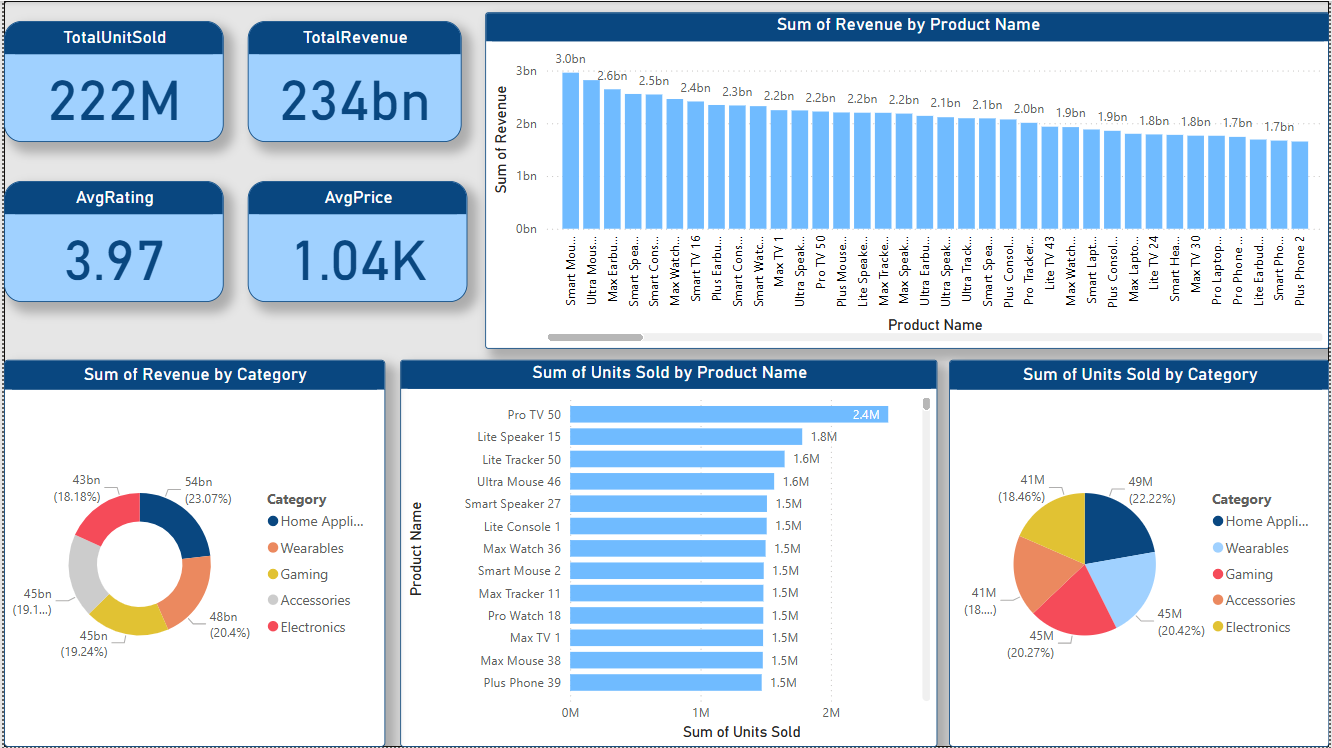 TotalUnitSold
222M
TotalRevenue
234bn
AvgRating
3.97
AvgPrice
1.04K
Sum of Revenue by Product Name
Sum of Revenue
3bn
2bn
1bn
0bn
3.0bn
2.6bn
2.5bn
2.4bn
2.3bn
2.2bn
2.2bn
2.2bn
2.2bn
2.1bn
2.1bn
2.0bn
1.9bn
1.9bn
1.8bn
1.8bn
1.7bn
1.7bn
Smart Mou...
Ultra Mous...
Max Earbu...
Smart Spea...
Smart Cons...
Max Watch...
Smart TV 16
Plus Earbu...
Smart Cons...
Smart Watc...
Max TV 1
Ultra Speak...
Pro TV 50
Plus Mouse...
Lite Speake...
Max Tracke...
Max Speak...
Ultra Earbu...
Ultra Speak...
Ultra Track...
Smart Spea...
Plus Consol...
Pro Tracker...
Lite TV 43
Max Watch...
Smart Lapt...
Plus Consol...
Max Lapto...
Lite TV 24
Smart Hea...
Max TV 30
Pro Laptop...
Pro Phone ...
Lite Earbud...
Smart Pho...
Plus Phone 2
Product Name
Sum of Revenue by Category
43bn
(18.18%)
54bn
(23.07%)
45bn
(19.1...)
45bn
(19.24%)
48bn
(20.4%)
Category
Home Appli...
Wearables
Gaming
Accessories
Electronics
Sum of Units Sold by Product Name
Product Name
Pro TV 50 2.4M
Lite Speaker 15 1.8M
Lite Tracker 50 1.6M
Ultra Mouse 46 1.6M
Smart Speaker 27 1.5M
Lite Console 1 1.5M
Max Watch 36 1.5M
Smart Mouse 2 1.5M
Max Tracker 11 1.5M
Pro Watch 18 1.5M
Max TV 1 1.5M
Max Mouse 38 1.5M
Plus Phone 39 1.5M
0M 1M 2M
Sum of Units Sold
Sum of Units Sold by Category
41M
(18.46%)
49M
(22.22%)
41M
(18....)
45M
(20.27%)
45M
(20.42%)
Category
Home Appli...
Wearables
Gaming
Accessories
Electronics